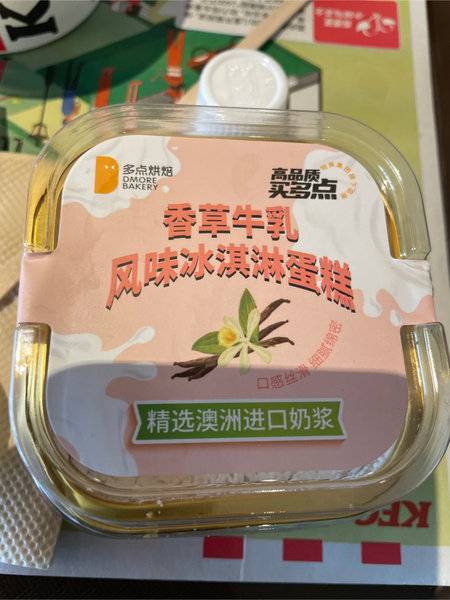 多点烘焙
DMORE
BAKERY
高品质
买多点
香草牛乳
风味冰淇淋蛋糕
口感丝滑 细腻绵密
精选澳洲进口奶浆
KFC
K